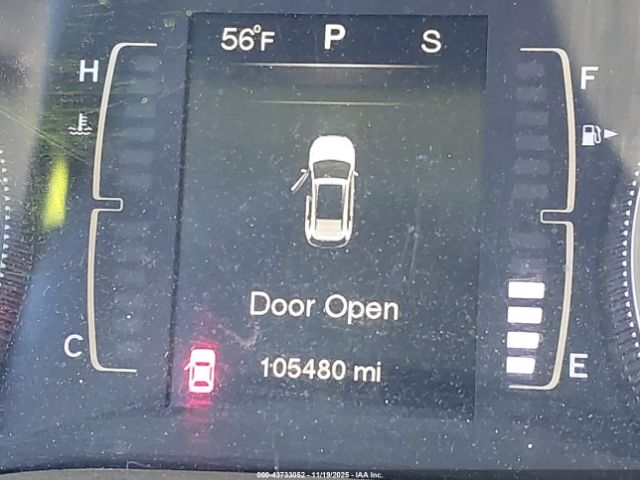 56°F P S
H F
Door Open
C E
105480 mi
000-43733052 - 11/19/2025 - IAA Inc.